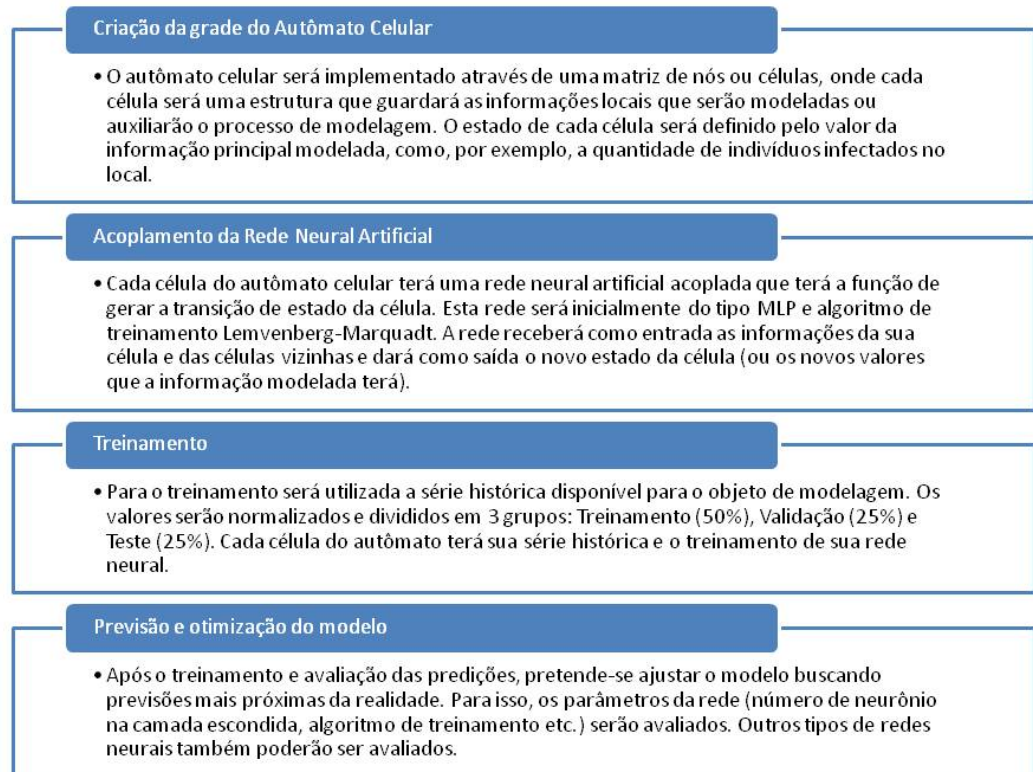 Criação da grade do Autômato Celular
• O autômato celular será implementado através de uma matriz de nós ou células, onde cada
célula será uma estrutura que guardará as informações locais que serão modeladas ou
auxiliarão o processo de modelagem. O estado de cada célula será definido pelo valor da
informação principal modelada, como, por exemplo, a quantidade de indivíduos infectados no
local.
Acoplamento da Rede Neural Artificial
• Cada célula do autômato celular terá uma rede neural artificial acoplada que terá a função de
gerar a transição de estado da célula. Esta rede será inicialmente do tipo MLP e algoritmo de
treinamento Lemvenberg-Marquadt. A rede receberá como entrada as informações da sua
célula e das células vizinhas e dará como saída o novo estado da célula (ou os novos valores
que a informação modelada terá).
Treinamento
• Para o treinamento será utilizada a série histórica disponível para o objeto de modelagem. Os
valores serão normalizados e divididos em 3 grupos: Treinamento (50%), Validação (25%) e
Teste (25%). Cada célula do autômato terá sua série histórica e o treinamento de sua rede
neural.
Previsão e otimização do modelo
• Após o treinamento e avaliação das predições, pretende-se ajustar o modelo buscando
previsões mais próximas da realidade. Para isso, os parâmetros da rede (número de neurônio
na camada escondida, algoritmo de treinamento etc.) serão avaliados. Outros tipos de redes
neurais também poderão ser avaliados.